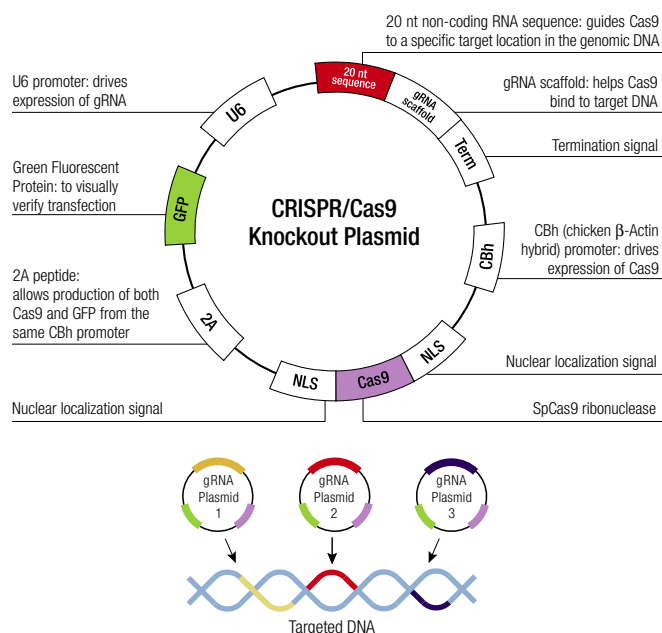 20 nt non-coding RNA sequence: guides Cas9
to a specific target location in the genomic DNA
U6 promoter: drives
expression of gRNA
20 nt
sequence
gRNA
scaffold
gRNA scaffold: helps Cas9
bind to target DNA
U6
Term
Termination signal
Green Fluorescent
Protein: to visually
verify transfection
GFP
CRISPR/Cas9
Knockout Plasmid
CBh
CBh (chicken β-Actin
hybrid) promoter: drives
expression of Cas9
2A peptide:
allows production of both
Cas9 and GFP from the
same CBh promoter
2A
NLS
Cas9
NLS
Nuclear localization signal
Nuclear localization signal
SpCas9 ribonuclease
gRNA
Plasmid
1
gRNA
Plasmid
2
gRNA
Plasmid
3
Targeted DNA